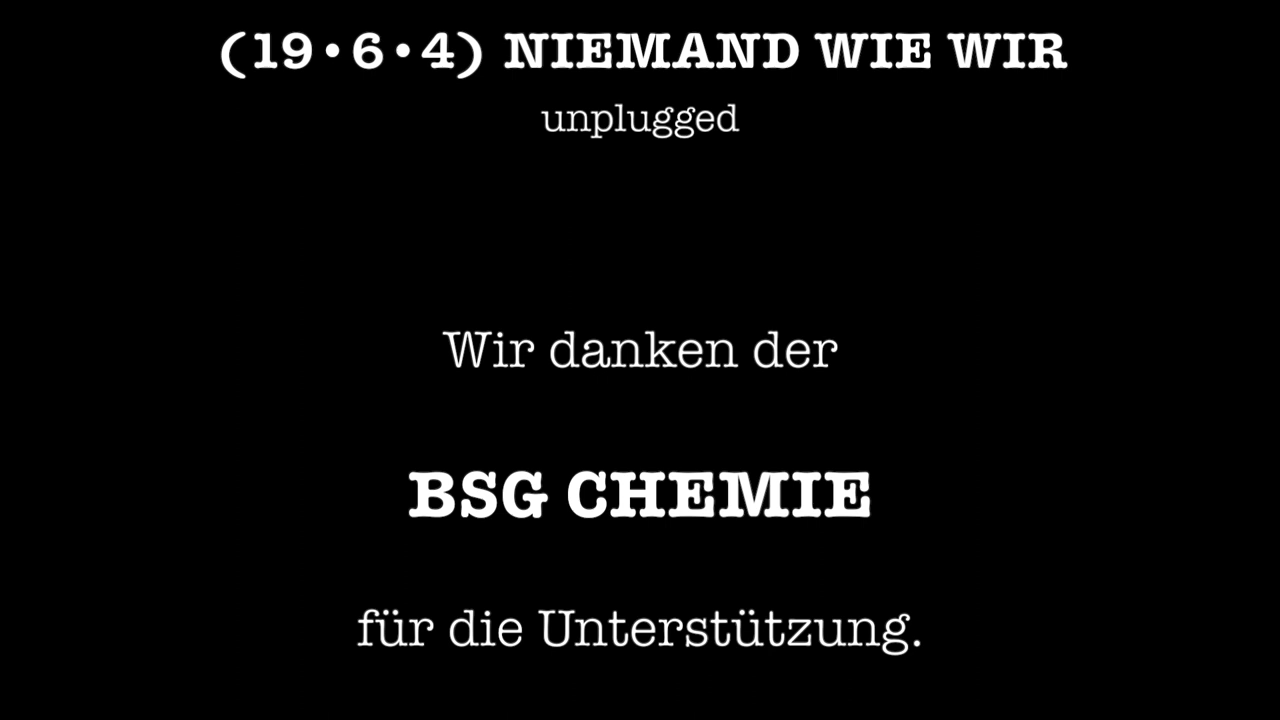 (19•6•4) NIEMAND WIE WIR
unplugged
Wir danken der
BSG CHEMIE
für die Unterstützung.